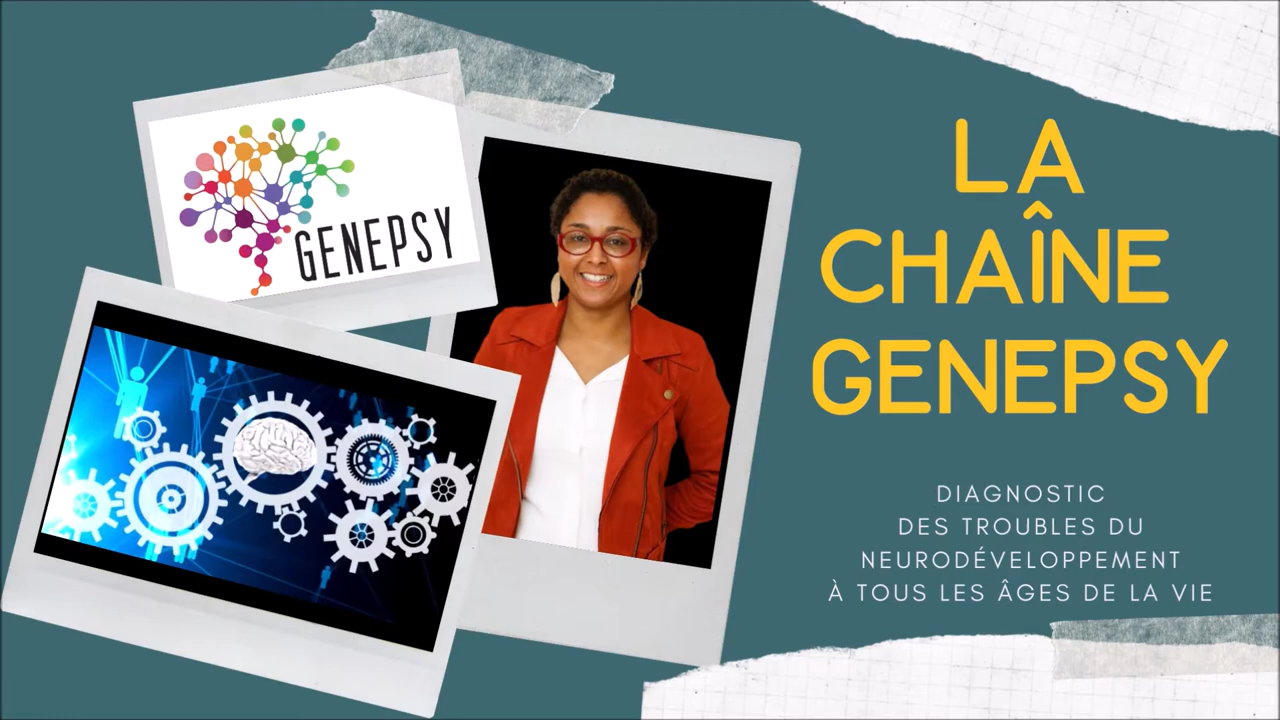 GENEPSY
LA
CHAÎNE
GENEPSY
DIAGNOSTIC
DES TROUBLES DU
NEURODÉVELOPPEMENT
À TOUS LES ÂGES DE LA VIE